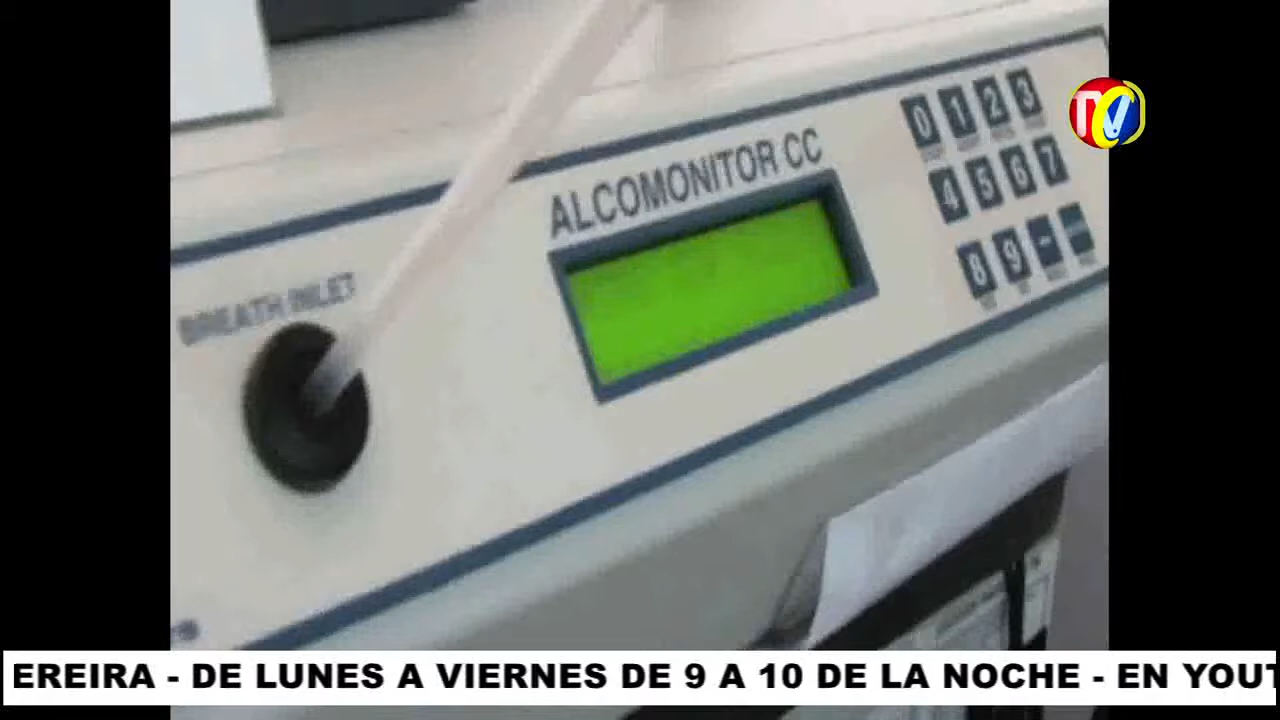 ALCOMONITOR CC
0 1 2 3
4 5 6 7
8 9
BREATH INLET
TVC
EREIRA - DE LUNES A VIERNES DE 9 A 10 DE LA NOCHE - EN YOUT